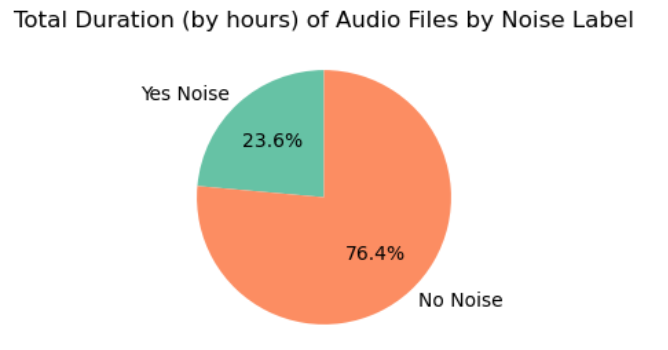 Total Duration (by hours) of Audio Files by Noise Label
Yes Noise
23.6%
76.4%
No Noise